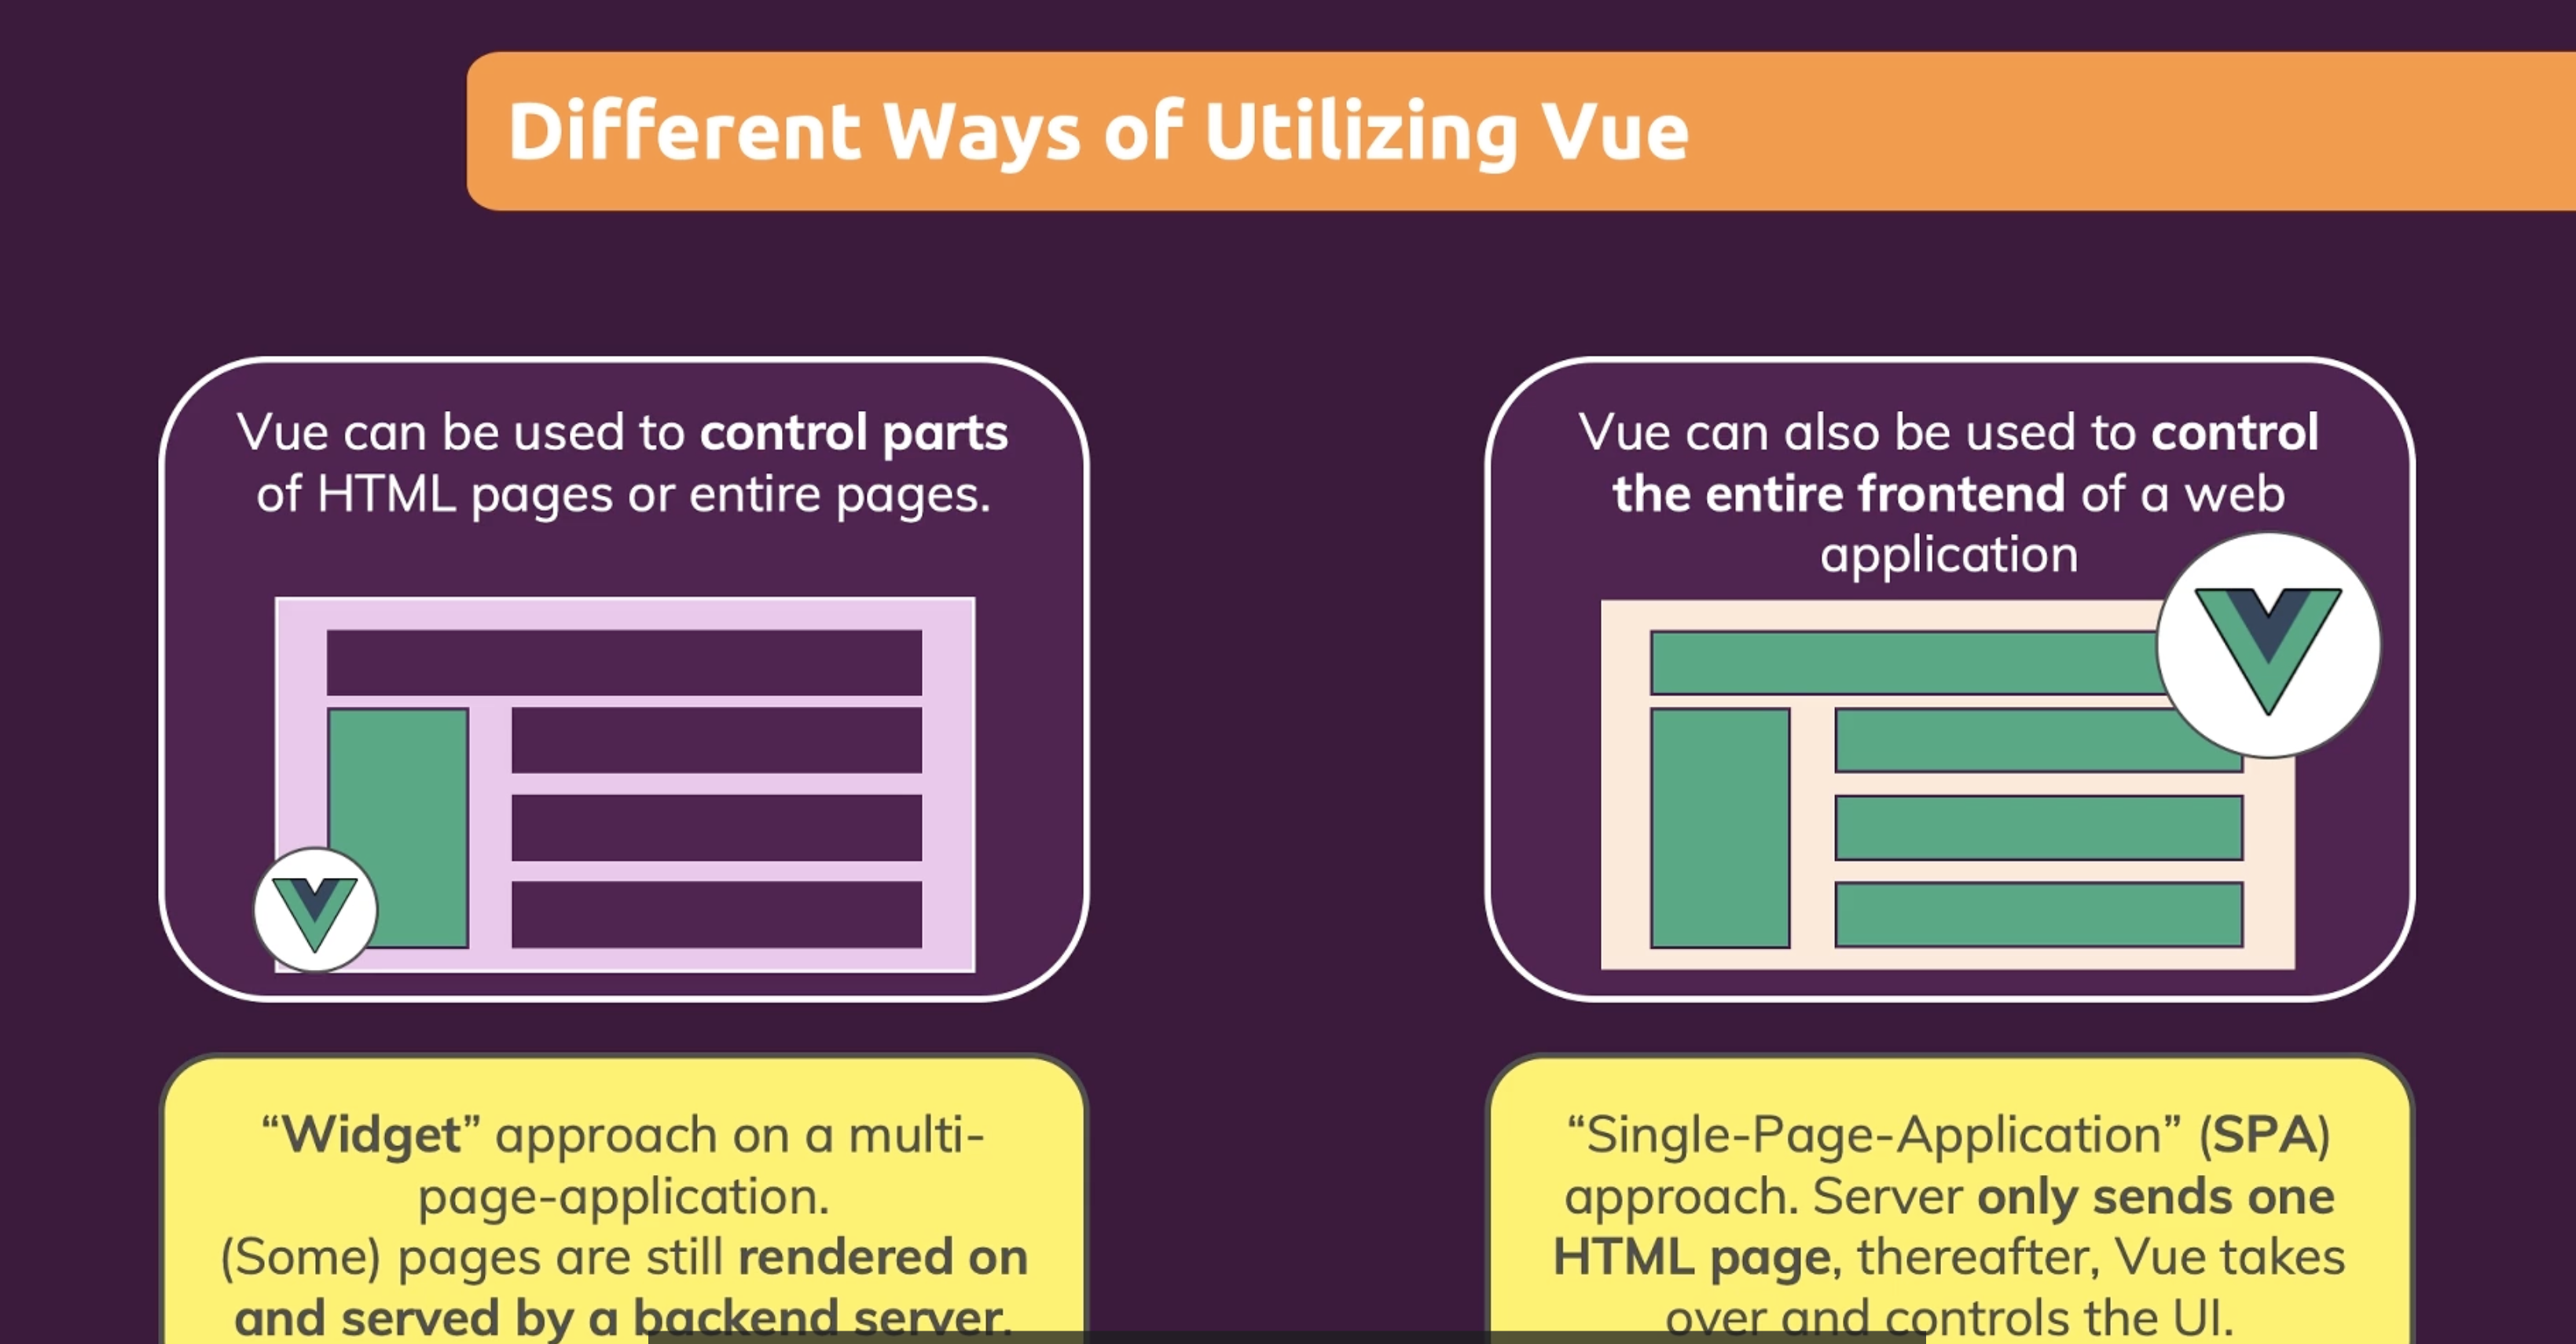 Different Ways of Utilizing Vue
Vue can be used to control parts
of HTML pages or entire pages.
Vue can also be used to control
the entire frontend of a web
application
“Widget” approach on a multi-
page-application.
(Some) pages are still rendered on
and served by a backend server.
“Single-Page-Application” (SPA)
approach. Server only sends one
HTML page, thereafter, Vue takes
over and controls the UI.